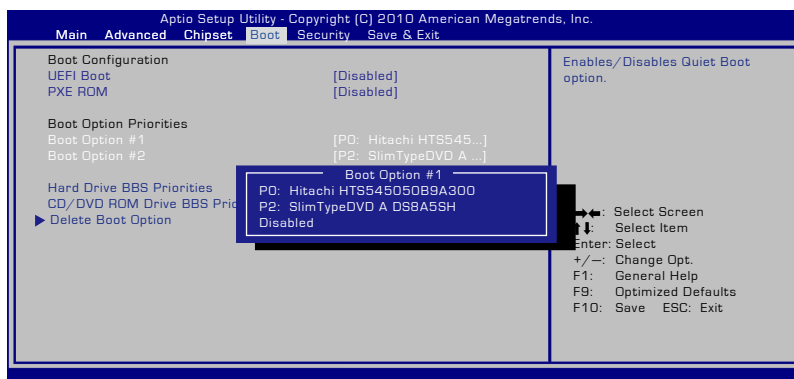 Aptio Setup Utility - Copyright (C) 2010 American Megatrends, Inc.
Main Advanced Chipset Boot Security Save & Exit
Boot Configuration
UEFI Boot [Disabled]
PXE ROM [Disabled]
Boot Option Priorities
Boot Option #1 [P0: Hitachi HTS545...]
Boot Option #2 [P2: SlimTypeDVD A ...]
Hard Drive BBS Priorities
CD/DVD ROM Drive BBS Prio
Delete Boot Option
Boot Option #1
P0: Hitachi HTS545050B9A300
P2: SlimTypeDVD A DS8A5SH
Disabled
Enables/Disables Quiet Boot
option.
→←: Select Screen
↑↓: Select Item
Enter: Select
+/—: Change Opt.
F1: General Help
F9: Optimized Defaults
F10: Save ESC: Exit